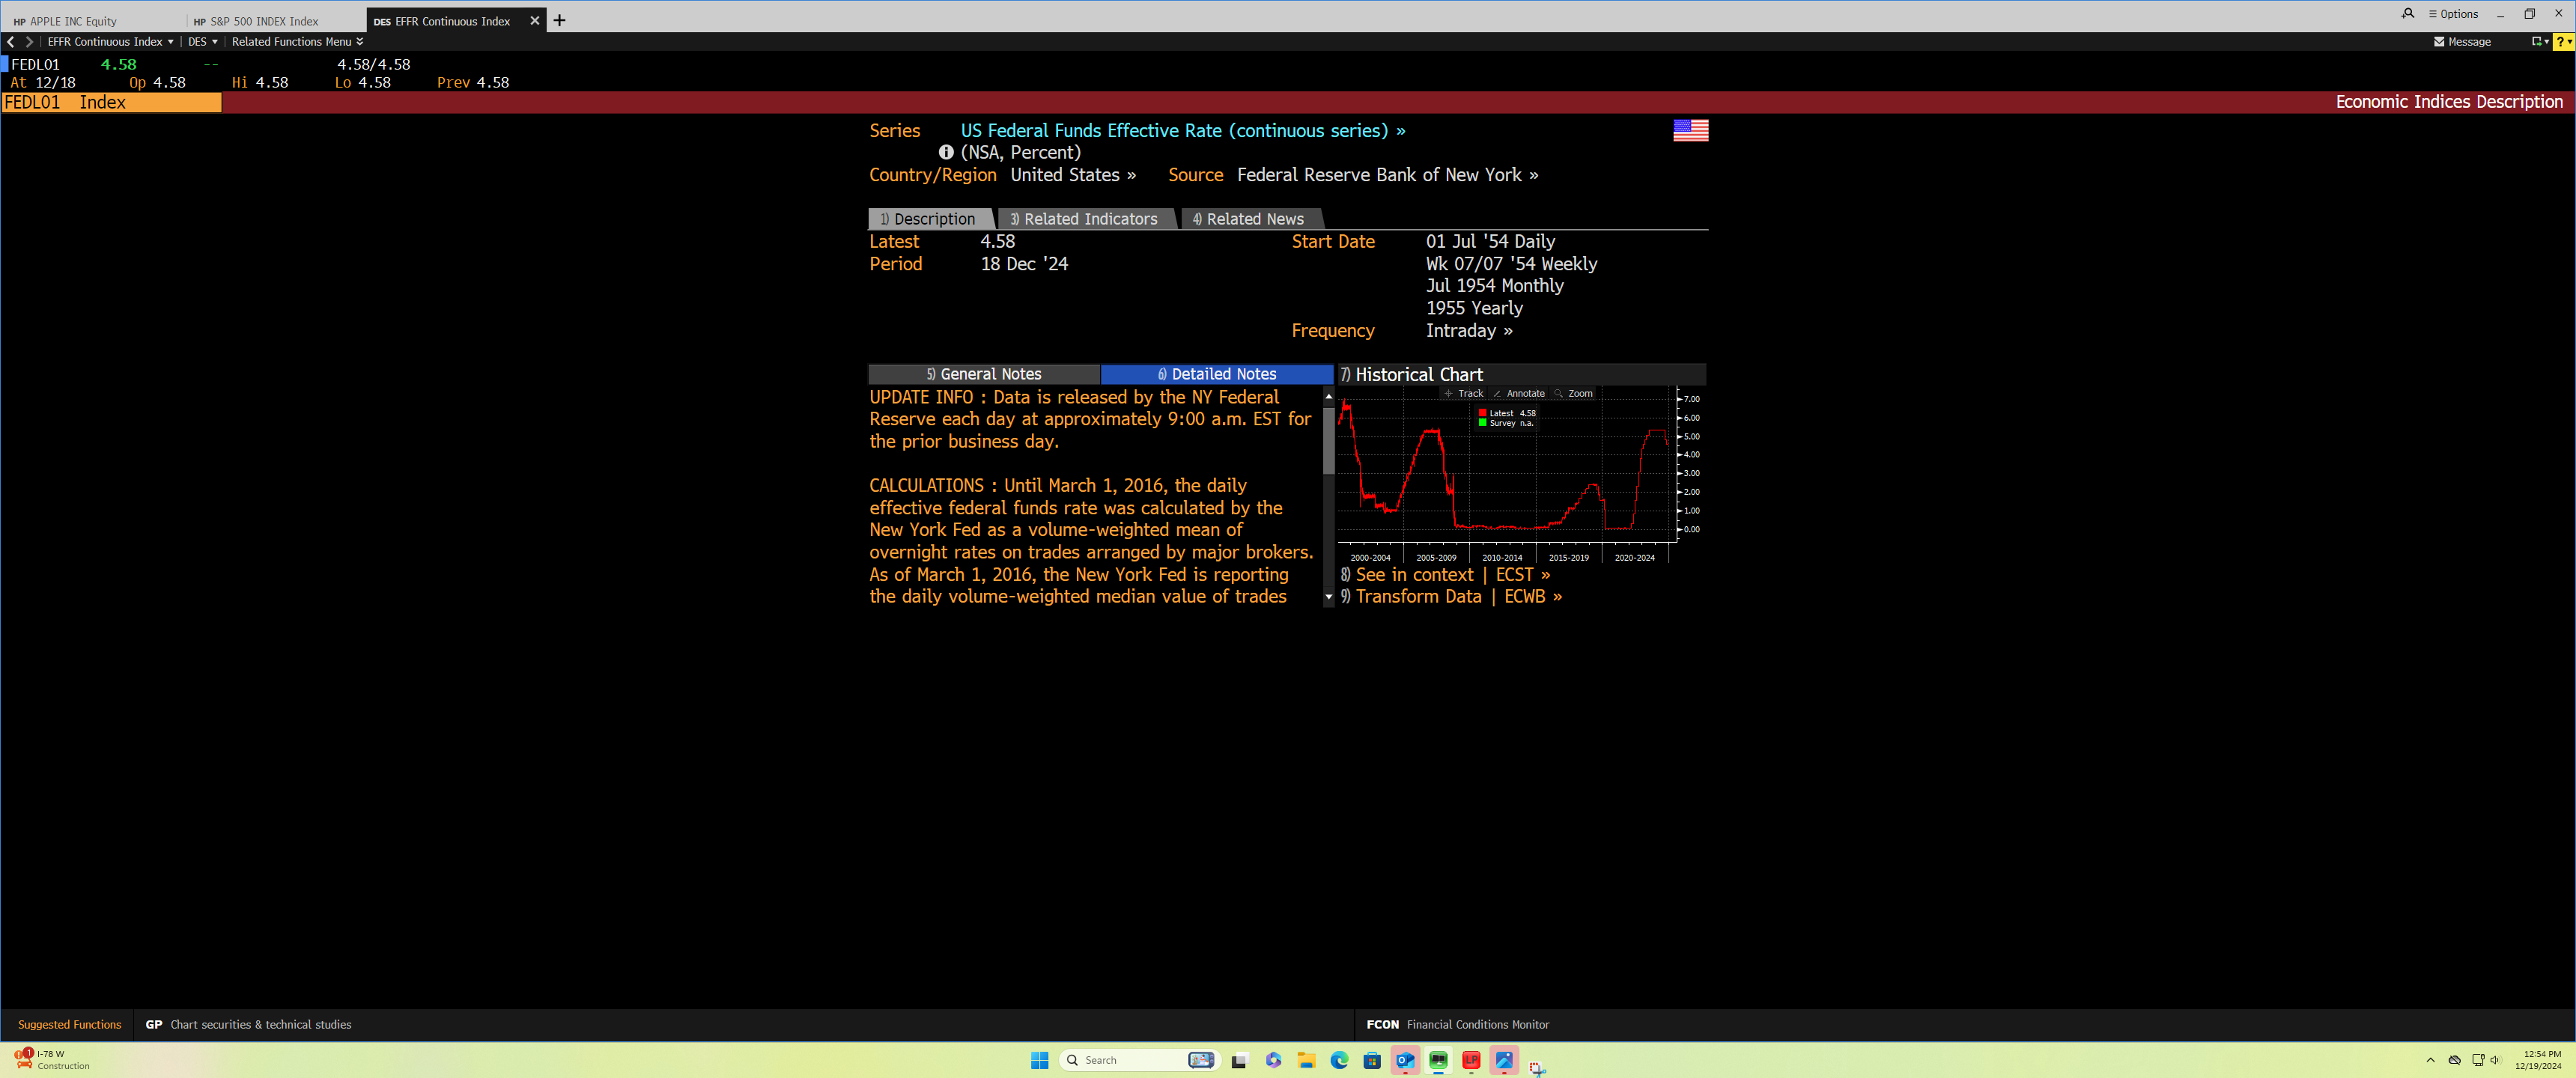 HP APPLE INC Equity
HP S&P 500 INDEX Index
DES EFFR Continuous Index
Options
EFFR Continuous Index
DES
Related Functions Menu
Message
?
FEDL01 4.58 -- 4.58/4.58
At 12/18 Op 4.58 Hi 4.58 Lo 4.58 Prev 4.58
FEDL01 Index
Economic Indices Description
Series US Federal Funds Effective Rate (continuous series) »
(NSA, Percent)
Country/Region United States » Source Federal Reserve Bank of New York »
1) Description 3) Related Indicators 4) Related News
Latest 4.58 Start Date 01 Jul '54 Daily
Period 18 Dec '24 Wk 07/07 '54 Weekly
Jul 1954 Monthly
1955 Yearly
Frequency Intraday »
5) General Notes 6) Detailed Notes
UPDATE INFO : Data is released by the NY Federal
Reserve each day at approximately 9:00 a.m. EST for
the prior business day.
CALCULATIONS : Until March 1, 2016, the daily
effective federal funds rate was calculated by the
New York Fed as a volume-weighted mean of
overnight rates on trades arranged by major brokers.
As of March 1, 2016, the New York Fed is reporting
the daily volume-weighted median value of trades
7) Historical Chart
Track Annotate Zoom
Latest 4.58
Survey n.a.
7.00
6.00
5.00
4.00
3.00
2.00
1.00
0.00
2000-2004 2005-2009 2010-2014 2015-2019 2020-2024
8) See in context | ECST »
9) Transform Data | ECWB »
Suggested Functions
GP Chart securities & technical studies
FCON Financial Conditions Monitor
1
I-78 W
Construction
Search
LP
12:54 PM
12/19/2024